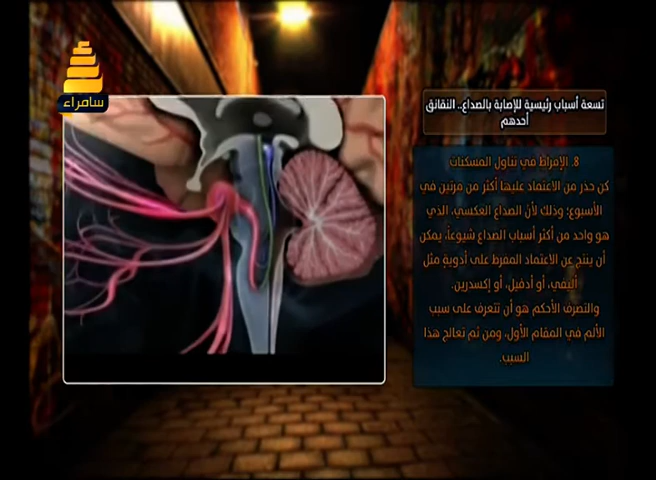 سامراء
تسعة أسباب رئيسية للإصابة بالصداع.. النقانق
أحدهم
8. الإفراط في تناول المسكنات
كن حذر من الاعتماد عليها أكثر من مرتين في
الأسبوع؛ وذلك لأن الصداع العكسي، الذي
هو واحد من أكثر أسباب الصداع شيوعاً، يمكن
أن ينتج عن الاعتماد المفرط على أدوية مثل
أليفي، أو أدفيل، أو إكسدرين.
والتصرف الأحكم هو أن تتعرف على سبب
الألم في المقام الأول، ومن ثم تعالج هذا
السبب.